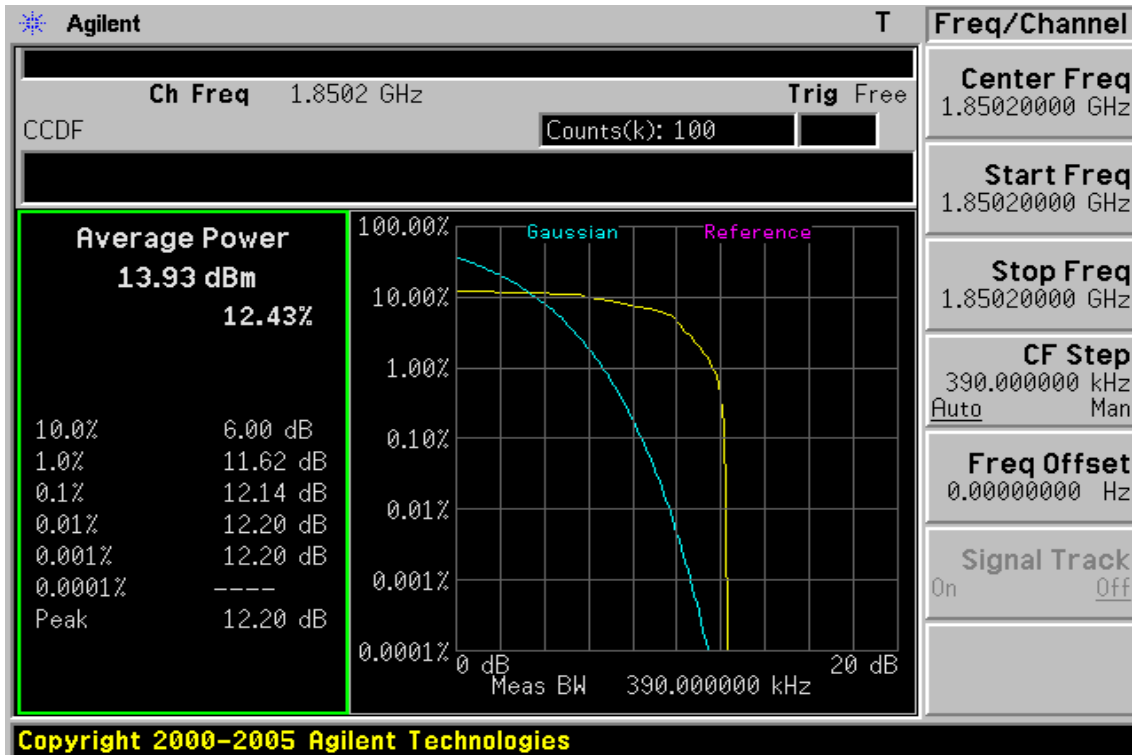 Agilent T Freq/Channel
Ch Freq 1.8502 GHz Trig Free
CCDF Counts(k): 100
Average Power
13.93 dBm
12.43%
10.0% 6.00 dB
1.0% 11.62 dB
0.1% 12.14 dB
0.01% 12.20 dB
0.001% 12.20 dB
0.0001% ----
Peak 12.20 dB
Gaussian Reference
100.00%
10.00%
1.00%
0.10%
0.01%
0.001%
0.0001%
0 dB 20 dB
Meas BW 390.000000 kHz
Center Freq
1.85020000 GHz
Start Freq
1.85020000 GHz
Stop Freq
1.85020000 GHz
CF Step
390.000000 kHz
Auto Man
Freq Offset
0.00000000 Hz
Signal Track
On Off
Copyright 2000-2005 Agilent Technologies